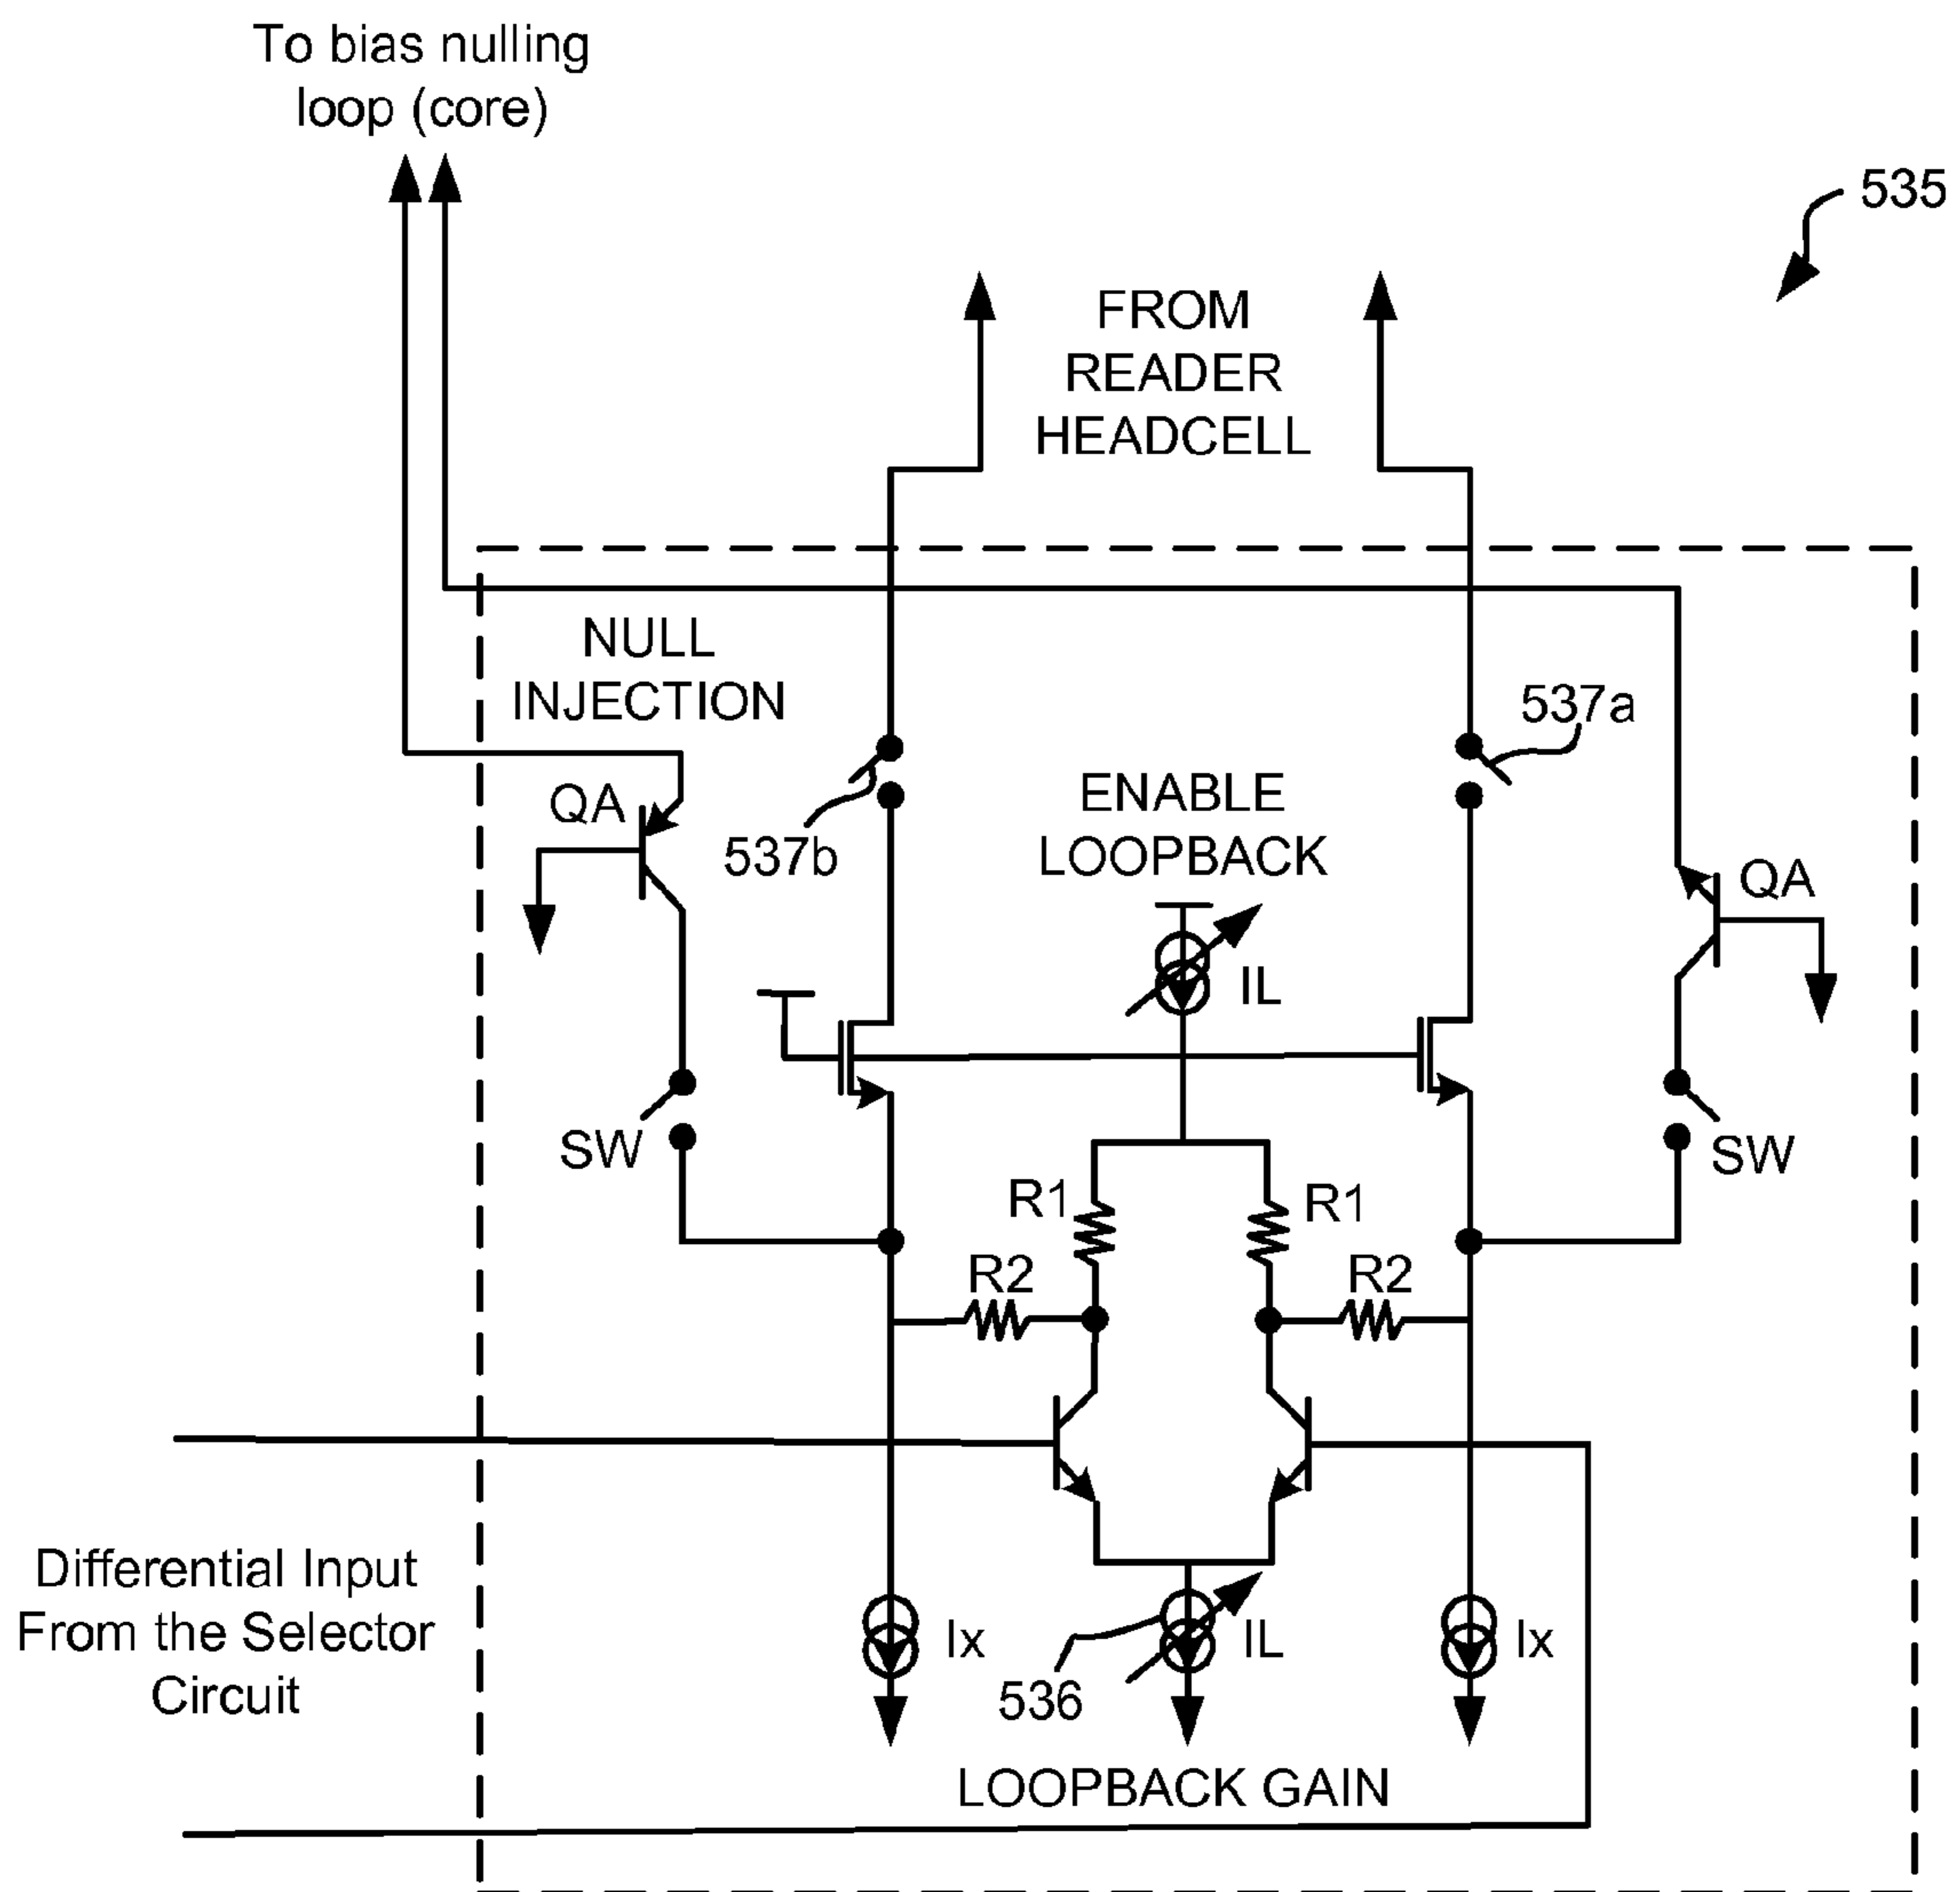 To bias nulling
loop (core)
535
FROM
READER
HEADCELL
NULL
INJECTION
537a
QA
ENABLE
LOOPBACK
537b
QA
IL
SW
SW
R1
R1
R2
R2
Differential Input
From the Selector
Circuit
Ix
IL
Ix
536
LOOPBACK GAIN